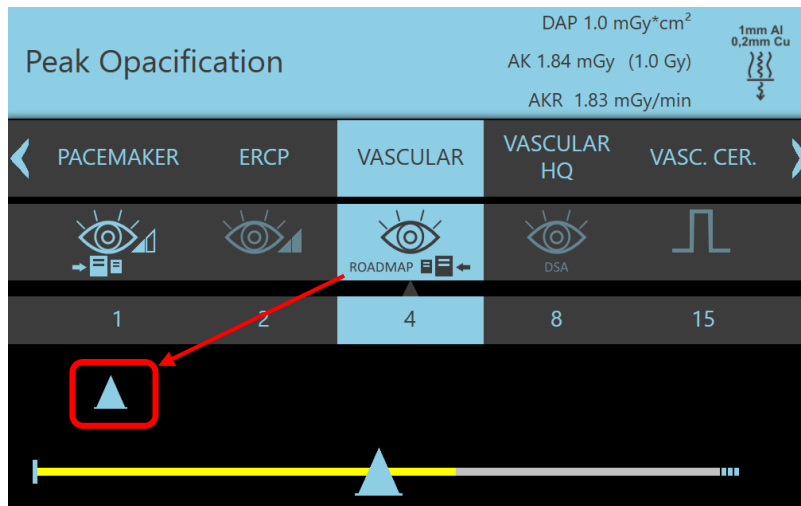 Peak Opacification
DAP 1.0 mGy*cm²
AK 1.84 mGy (1.0 Gy)
AKR 1.83 mGy/min
1mm Al
0,2mm Cu
PACEMAKER
ERCP
VASCULAR
VASCULAR
HQ
VASC. CER.
ROADMAP
DSA
1
2
4
8
15